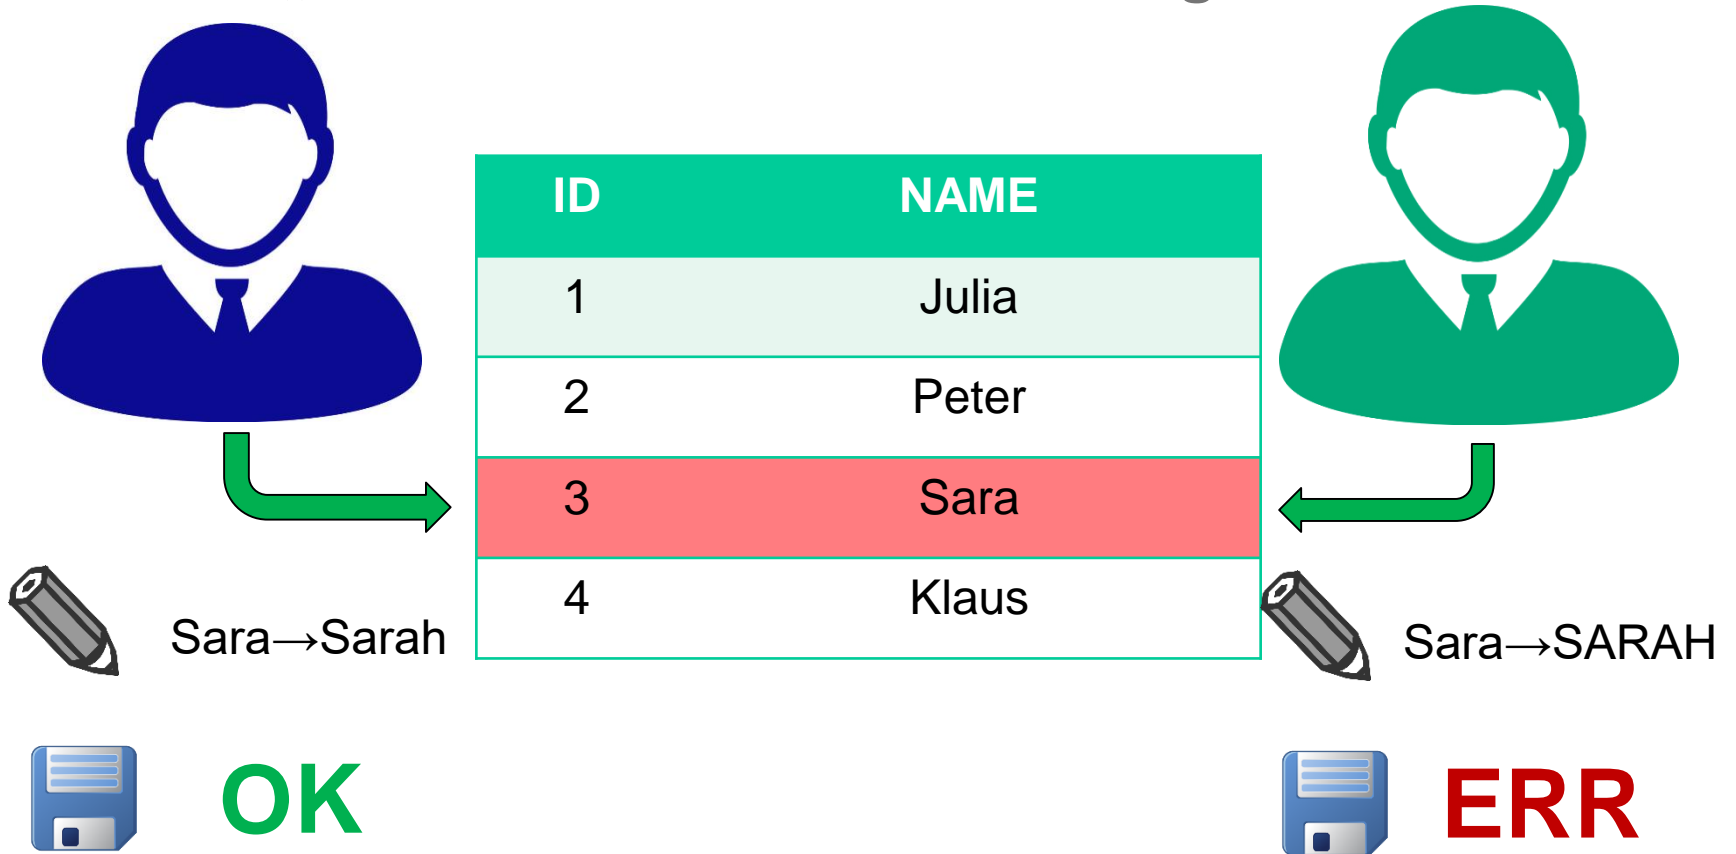 ID NAME
1 Julia
2 Peter
3 Sara
4 Klaus
Sara→Sarah
Sara→SARAH
OK
ERR